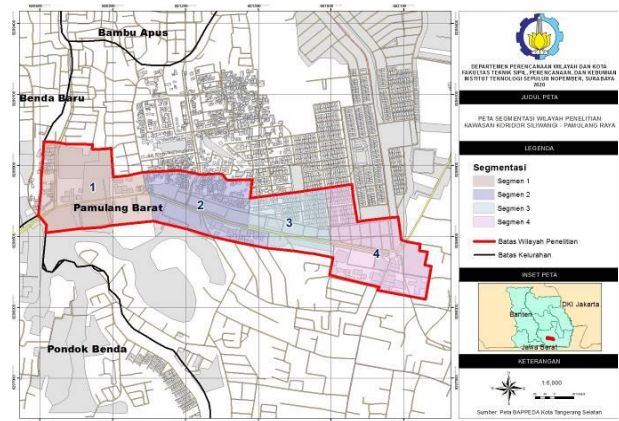 Bambu Apus
Benda Baru
1
Pamulang Barat
2
3
4
Pondok Benda
DEPARTEMEN PERENCANAAN WILAYAH DAN KOTA
FAKULTAS TEKNIK SIPIL, PERENCANAAN, DAN KEBUMIAN
INSTITUT TEKNOLOGI SEPULUH NOPEMBER, SURABAYA
2020
JUDUL PETA
PETA SEGMENTASI WILAYAH PENELITIAN
KAWASAN KORIDOR SILIWANGI - PAMULANG RAYA
LEGENDA
Segmentasi
Segmen 1
Segmen 2
Segmen 3
Segmen 4
Batas Wilayah Penelitian
Batas Kelurahan
INSET PETA
DKI Jakarta
Banten
Jawa Barat
KETERANGAN
1:6,000
Sumber: Peta BAPPEDA Kota Tangerang Selatan